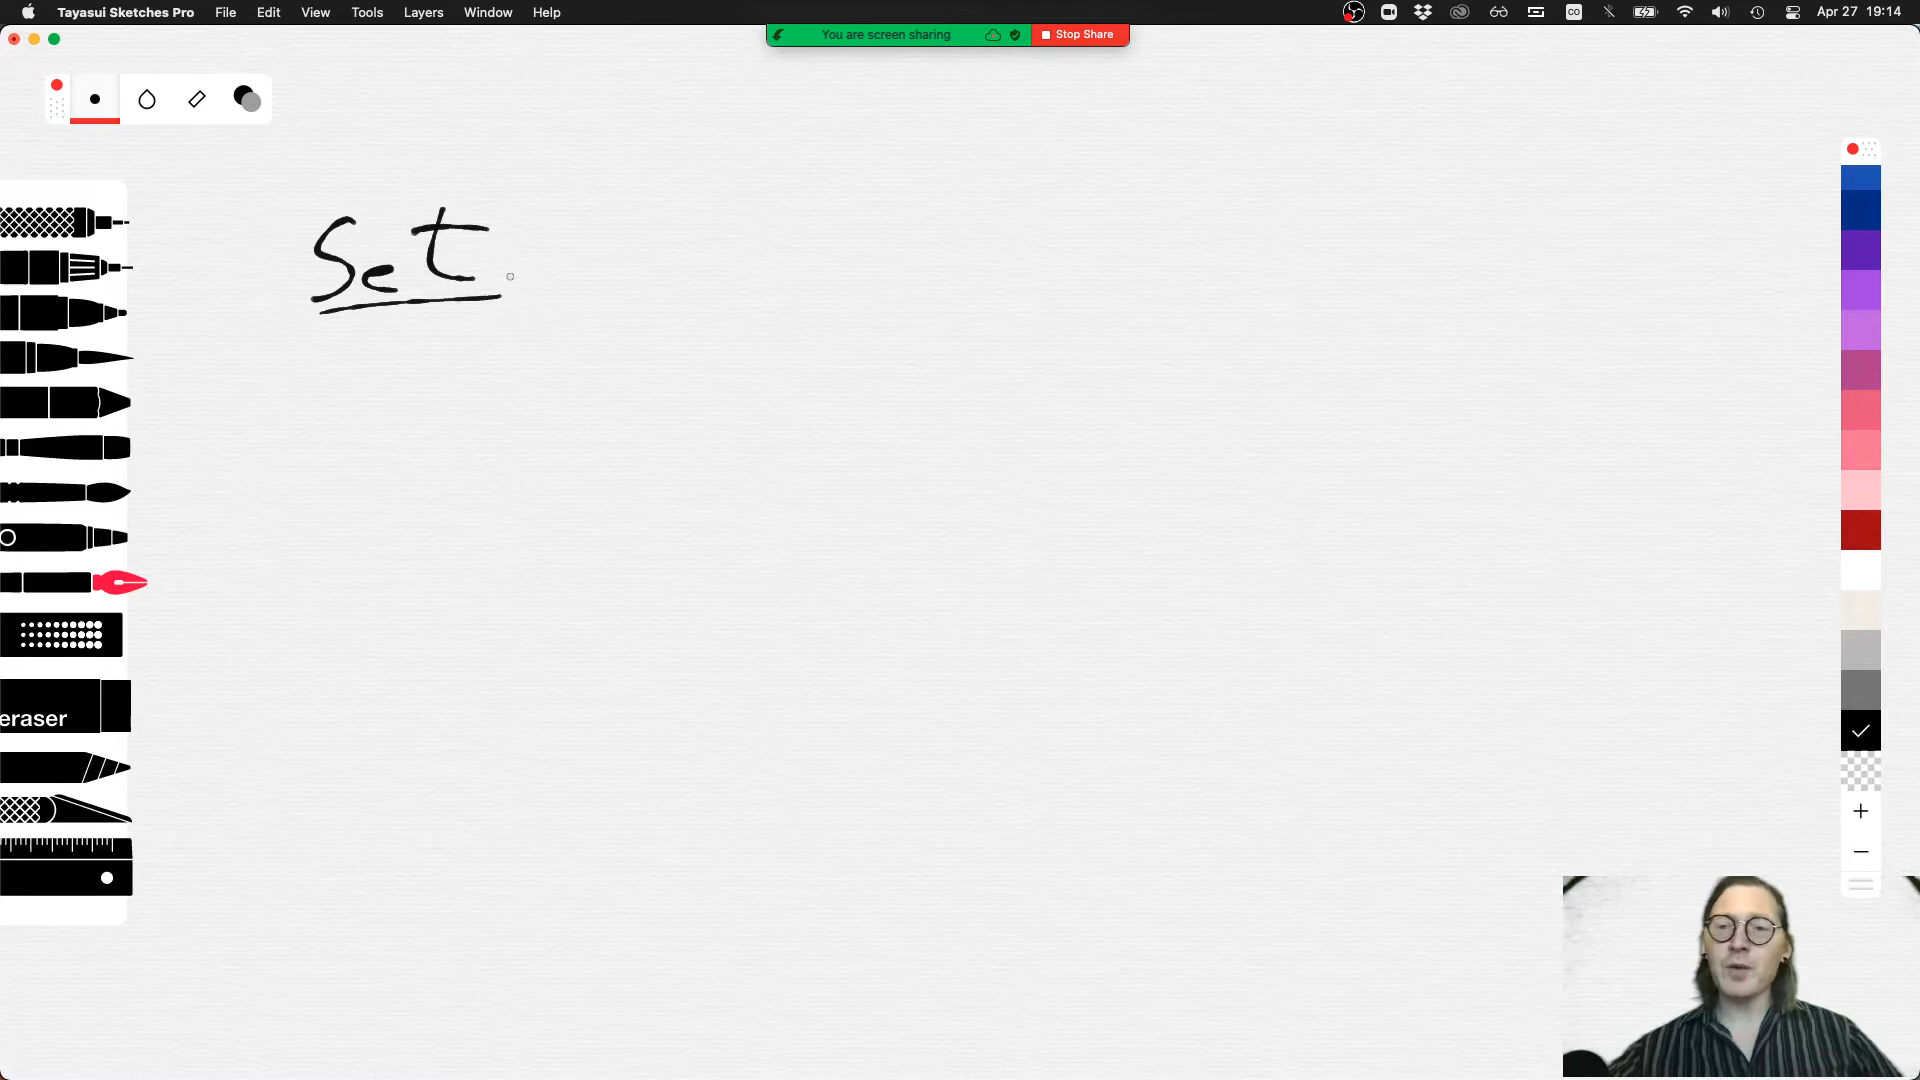 Tayasui Sketches Pro File Edit View Tools Layers Window Help Apr 27 19:14
You are screen sharing Stop Share
Set
eraser